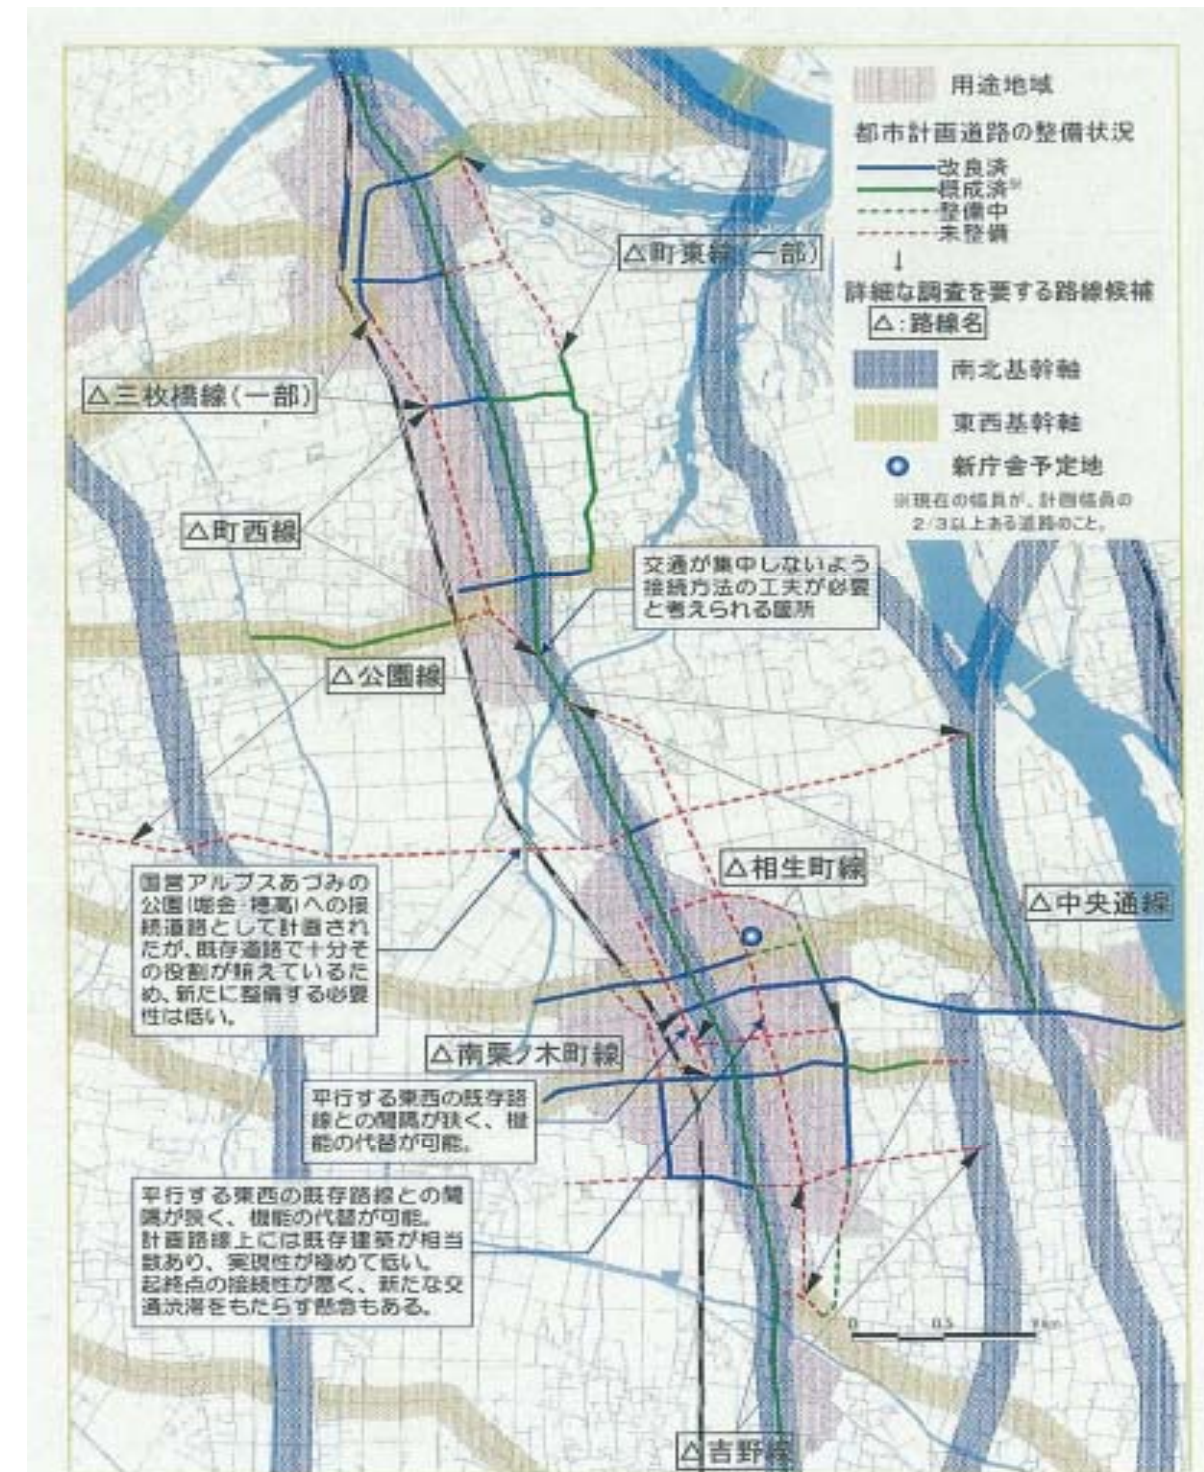 用途地域
都市計画道路の整備状況
改良済
概成済※
整備中
未整備
↓
詳細な調査を要する路線候補
△:路線名
南北基幹軸
東西基幹軸
新庁舎予定地
※現在の幅員が、計画幅員の
2/3以上ある道路のこと。
△町東線(一部)
△三枚橋線(一部)
△町西線
交通が集中しないよう
接続方法の工夫が必要
と考えられる箇所
△公園線
△相生町線
△中央通線
国営アルプスあづみの
公園(堀金・穂高)への接
続道路として計画され
たが、既存道路で十分そ
の役割が賄えているた
め、新たに整備する必要
性は低い。
△南栗ノ木町線
平行する東西の既存路
線との間隔が狭く、機
能の代替が可能。
平行する東西の既存路線との間
隔が狭く、機能の代替が可能。
計画路線上には既存建築が相当
数あり、実現性が極めて低い。
起終点の接続性が悪く、新たな交
通渋滞をもたらす懸念もある。
0 0.5 1km
△吉野線